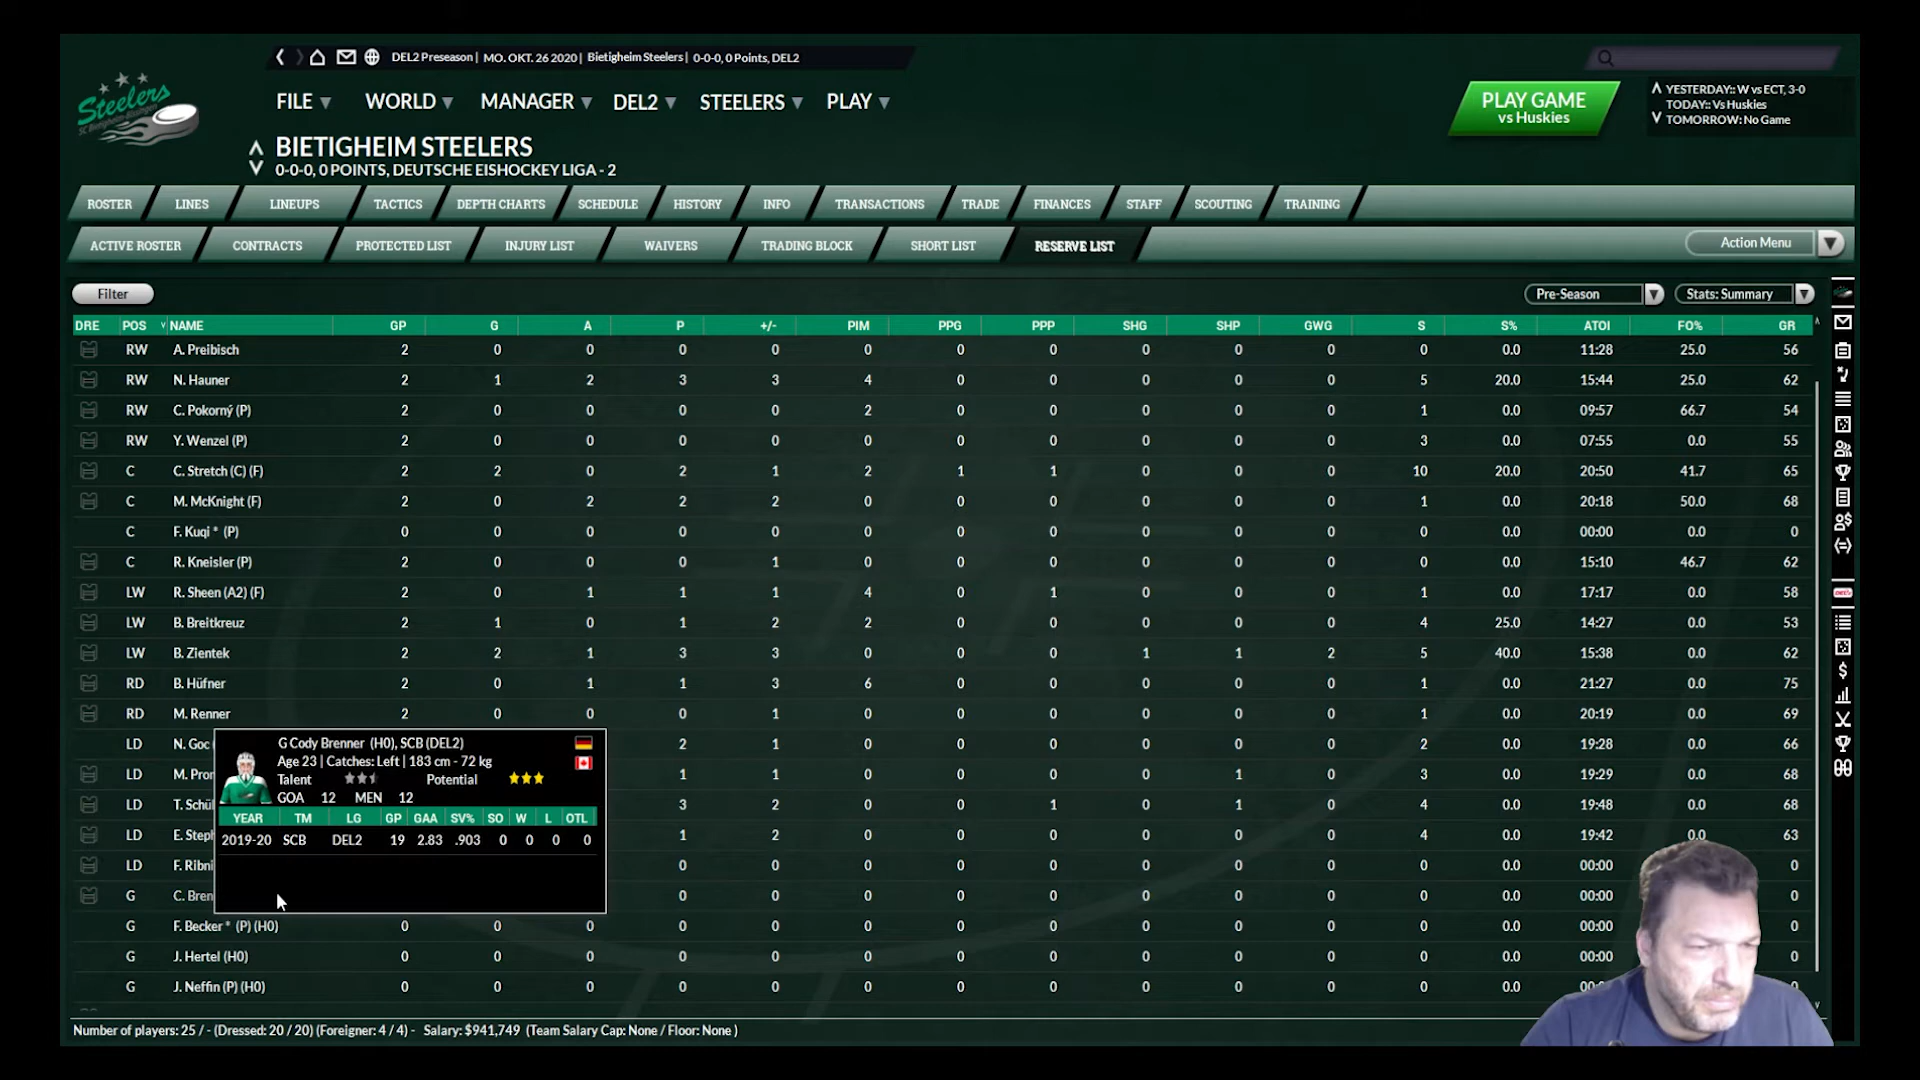 Steelers
SC Bietigheim-Bissingen
DEL2 Preseason | MO. OKT. 26 2020 | Bietigheim Steelers | 0-0-0, 0 Points, DEL2
FILE WORLD MANAGER DEL2 STEELERS PLAY
PLAY GAME
vs Huskies
YESTERDAY:: W vs ECT, 3-0
TODAY:: Vs Huskies
TOMORROW: No Game
BIETIGHEIM STEELERS
0-0-0, 0 POINTS, DEUTSCHE EISHOCKEY LIGA - 2
ROSTER LINES LINEUPS TACTICS DEPTH CHARTS SCHEDULE HISTORY INFO TRANSACTIONS TRADE FINANCES STAFF SCOUTING TRAINING
ACTIVE ROSTER CONTRACTS PROTECTED LIST INJURY LIST WAIVERS TRADING BLOCK SHORT LIST RESERVE LIST Action Menu
Filter Pre-Season Stats: Summary
DRE POS NAME GP G A P +/- PIM PPG PPP SHG SHP GWG S S% ATOI FO% GR
RW A. Preibisch 2 0 0 0 0 0 0 0 0 0 0 0 0.0 11:28 25.0 56
RW N. Hauner 2 1 2 3 3 4 0 0 0 0 0 5 20.0 15:44 25.0 62
RW C. Pokorný (P) 2 0 0 0 0 2 0 0 0 0 0 1 0.0 09:57 66.7 54
RW Y. Wenzel (P) 2 0 0 0 0 0 0 0 0 0 0 3 0.0 07:55 0.0 55
C C. Stretch (C) (F) 2 2 0 2 1 2 1 1 0 0 0 10 20.0 20:50 41.7 65
C M. McKnight (F) 2 0 2 2 2 0 0 0 0 0 0 1 0.0 20:18 50.0 68
C F. Kuqi * (P) 0 0 0 0 0 0 0 0 0 0 0 0 0.0 00:00 0.0 0
C R. Kneisler (P) 2 0 0 0 1 0 0 0 0 0 0 0 0.0 15:10 46.7 62
LW R. Sheen (A2) (F) 2 0 1 1 1 4 0 1 0 0 0 1 0.0 17:17 0.0 58
LW B. Breitkreuz 2 1 0 1 2 2 0 0 0 0 0 4 25.0 14:27 0.0 53
LW B. Zientek 2 2 1 3 3 0 0 0 1 1 2 5 40.0 15:38 0.0 62
RD B. Hüfner 2 0 1 1 3 6 0 0 0 0 0 1 0.0 21:27 0.0 75
RD M. Renner 2 0 0 0 1 0 0 0 0 0 0 1 0.0 20:19 0.0 69
LD N. Goc 2 1 0 0 0 0 0 0 2 0.0 19:28 0.0 66
LD M. Pron 1 1 0 0 0 0 1 0 3 0.0 19:29 0.0 68
LD T. Schül 3 2 0 0 1 0 1 0 4 0.0 19:48 0.0 68
LD E. Steph 1 2 0 0 0 0 0 0 4 0.0 19:42 0.0 63
LD F. Ribni 0 0 0 0 0 0 0 0 0 0.0 00:00 0.0 0
G C. Bren 0 0 0 0 0 0 0 0 0 0.0 00:00 0.0 0
G F. Becker * (P) (H0) 0 0 0 0 0 0 0 0 0 0 0 0 0.0 00:00 0
G J. Hertel (H0) 0 0 0 0 0 0 0 0 0 0 0 0 0.0 00:00 0
G J. Neffin (P) (H0) 0 0 0 0 0 0 0 0 0 0 0 0 0.0 0
G Cody Brenner (H0), SCB (DEL2)
Age 23 | Catches: Left | 183 cm - 72 kg
Talent Potential
GOA 12 MEN 12
YEAR TM LG GP GAA SV% SO W L OTL
2019-20 SCB DEL2 19 2.83 .903 0 0 0 0
Number of players: 25 / - (Dressed: 20 / 20) (Foreigner: 4 / 4) - Salary: $941,749 (Team Salary Cap: None / Floor: None )